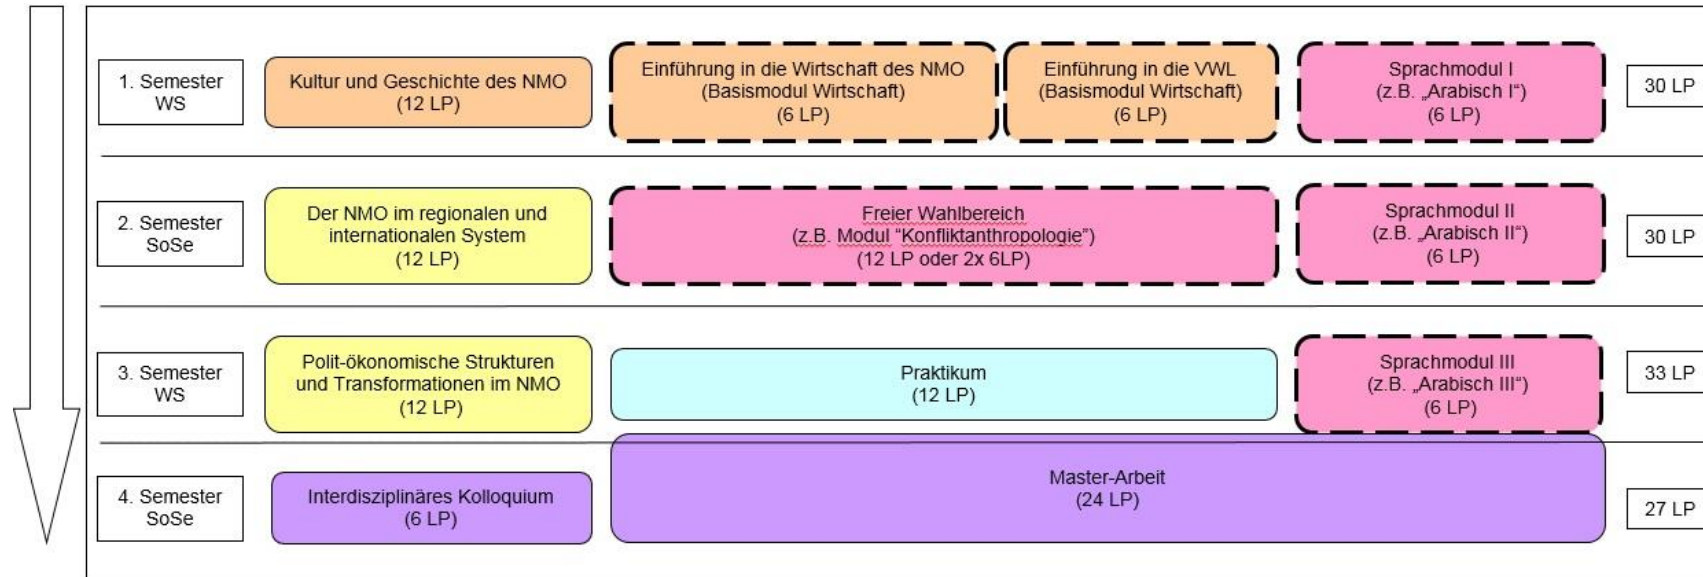 1. Semester
WS
Kultur und Geschichte des NMO
(12 LP)
Einführung in die Wirtschaft des NMO
(Basismodul Wirtschaft)
(6 LP)
Einführung in die VWL
(Basismodul Wirtschaft)
(6 LP)
Sprachmodul I
(z.B. „Arabisch I“)
(6 LP)
30 LP
2. Semester
SoSe
Der NMO im regionalen und
internationalen System
(12 LP)
Freier Wahlbereich
(z.B. Modul “Konfliktanthropologie”)
(12 LP oder 2x 6LP)
Sprachmodul II
(z.B. „Arabisch II“)
(6 LP)
30 LP
3. Semester
WS
Polit-ökonomische Strukturen
und Transformationen im NMO
(12 LP)
Praktikum
(12 LP)
Sprachmodul III
(z.B. „Arabisch III“)
(6 LP)
33 LP
4. Semester
SoSe
Interdisziplinäres Kolloquium
(6 LP)
Master-Arbeit
(24 LP)
27 LP